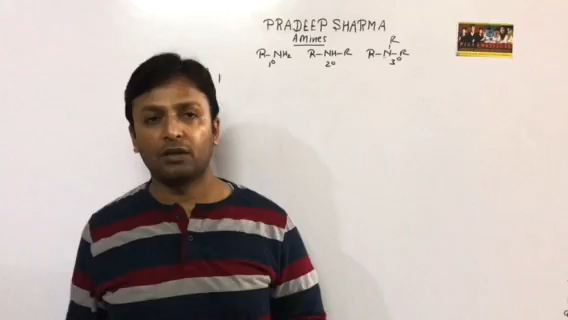 PRADEEP SHARMA
Amines
R
R-NH2 R-NH-R R-N-R
1° 2° 3°